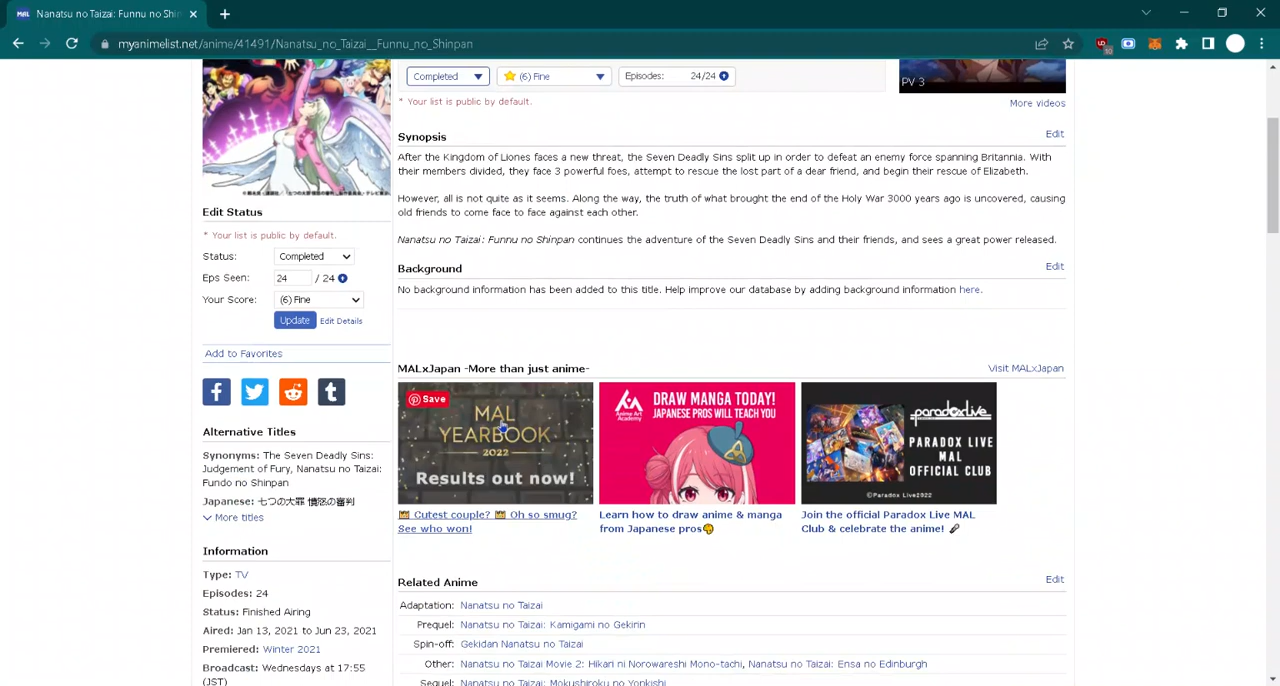 Nanatsu no Taizai: Funnu no Shin
myanimelist.net/anime/41491/Nanatsu_no_Taizai__Funnu_no_Shinpan
Completed (6) Fine Episodes: 24/24
* Your list is public by default.
PV 3
More videos
Synopsis Edit
After the Kingdom of Liones faces a new threat, the Seven Deadly Sins split up in order to defeat an enemy force spanning Britannia. With
their members divided, they face 3 powerful foes, attempt to rescue the lost part of a dear friend, and begin their rescue of Elizabeth.
However, all is not quite as it seems. Along the way, the truth of what brought the end of the Holy War 3000 years ago is uncovered, causing
old friends to come face to face against each other.
Nanatsu no Taizai: Funnu no Shinpan continues the adventure of the Seven Deadly Sins and their friends, and sees a great power released.
Background Edit
No background information has been added to this title. Help improve our database by adding background information here.
MALxJapan -More than just anime- Visit MALxJapan
Save
MAL
YEARBOOK
2022
Results out now!
👑 Cutest couple? 👑 Oh so smug?
See who won!
Anime Art
Academy
DRAW MANGA TODAY!
JAPANESE PROS WILL TEACH YOU
Learn how to draw anime & manga
from Japanese pros
paradoxlive
PARADOX LIVE
MAL
OFFICIAL CLUB
©Paradox Live2022
Join the official Paradox Live MAL
Club & celebrate the anime! 🎤
Related Anime Edit
Adaptation: Nanatsu no Taizai
Prequel: Nanatsu no Taizai: Kamigami no Gekirin
Spin-off: Gekidan Nanatsu no Taizai
Other: Nanatsu no Taizai Movie 2: Hikari ni Norowareshi Mono-tachi, Nanatsu no Taizai: Ensa no Edinburgh
Sequel: Nanatsu no Taizai: Mokushiroku no Yonkishi
Edit Status
* Your list is public by default.
Status: Completed
Eps Seen: 24 / 24
Your Score: (6) Fine
Update Edit Details
Add to Favorites
Alternative Titles
Synonyms: The Seven Deadly Sins:
Judgement of Fury, Nanatsu no Taizai:
Fundo no Shinpan
Japanese: 七つの大罪 憤怒の審判
More titles
Information
Type: TV
Episodes: 24
Status: Finished Airing
Aired: Jan 13, 2021 to Jun 23, 2021
Premiered: Winter 2021
Broadcast: Wednesdays at 17:55
(JST)